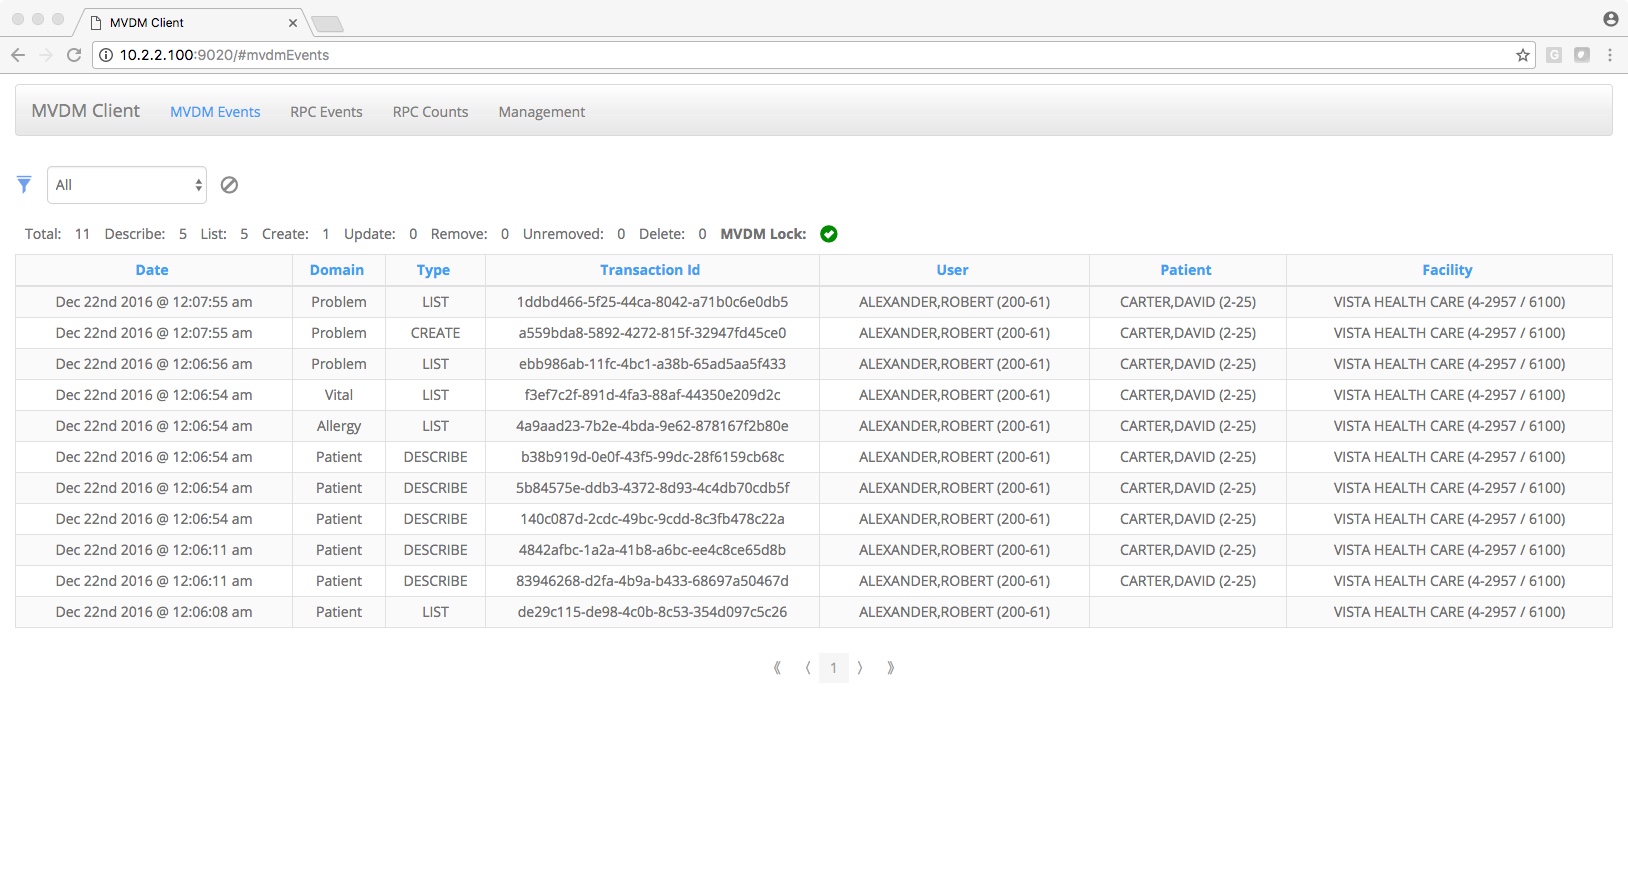 MVDM Client
10.2.2.100:9020/#mvdmEvents
MVDM Client MVDM Events RPC Events RPC Counts Management
All
Total: 11 Describe: 5 List: 5 Create: 1 Update: 0 Remove: 0 Unremoved: 0 Delete: 0 MVDM Lock:
Date Domain Type Transaction Id User Patient Facility
Dec 22nd 2016 @ 12:07:55 am Problem LIST 1ddbd466-5f25-44ca-8042-a71b0c6e0db5 ALEXANDER,ROBERT (200-61) CARTER,DAVID (2-25) VISTA HEALTH CARE (4-2957 / 6100)
Dec 22nd 2016 @ 12:07:55 am Problem CREATE a559bda8-5892-4272-815f-32947fd45ce0 ALEXANDER,ROBERT (200-61) CARTER,DAVID (2-25) VISTA HEALTH CARE (4-2957 / 6100)
Dec 22nd 2016 @ 12:06:56 am Problem LIST ebb986ab-11fc-4bc1-a38b-65ad5aa5f433 ALEXANDER,ROBERT (200-61) CARTER,DAVID (2-25) VISTA HEALTH CARE (4-2957 / 6100)
Dec 22nd 2016 @ 12:06:54 am Vital LIST f3ef7c2f-891d-4fa3-88af-44350e209d2c ALEXANDER,ROBERT (200-61) CARTER,DAVID (2-25) VISTA HEALTH CARE (4-2957 / 6100)
Dec 22nd 2016 @ 12:06:54 am Allergy LIST 4a9aad23-7b2e-4bda-9e62-878167f2b80e ALEXANDER,ROBERT (200-61) CARTER,DAVID (2-25) VISTA HEALTH CARE (4-2957 / 6100)
Dec 22nd 2016 @ 12:06:54 am Patient DESCRIBE b38b919d-0e0f-43f5-99dc-28f6159cb68c ALEXANDER,ROBERT (200-61) CARTER,DAVID (2-25) VISTA HEALTH CARE (4-2957 / 6100)
Dec 22nd 2016 @ 12:06:54 am Patient DESCRIBE 5b84575e-ddb3-4372-8d93-4c4db70cdb5f ALEXANDER,ROBERT (200-61) CARTER,DAVID (2-25) VISTA HEALTH CARE (4-2957 / 6100)
Dec 22nd 2016 @ 12:06:54 am Patient DESCRIBE 140c087d-2cdc-49bc-9cdd-8c3fb478c22a ALEXANDER,ROBERT (200-61) CARTER,DAVID (2-25) VISTA HEALTH CARE (4-2957 / 6100)
Dec 22nd 2016 @ 12:06:11 am Patient DESCRIBE 4842afbc-1a2a-41b8-a6bc-ee4c8ce65d8b ALEXANDER,ROBERT (200-61) CARTER,DAVID (2-25) VISTA HEALTH CARE (4-2957 / 6100)
Dec 22nd 2016 @ 12:06:11 am Patient DESCRIBE 83946268-d2fa-4b9a-b433-68697a50467d ALEXANDER,ROBERT (200-61) CARTER,DAVID (2-25) VISTA HEALTH CARE (4-2957 / 6100)
Dec 22nd 2016 @ 12:06:08 am Patient LIST de29c115-de98-4c0b-8c53-354d097c5c26 ALEXANDER,ROBERT (200-61) VISTA HEALTH CARE (4-2957 / 6100)
⟪ ⟨ 1 ⟩ ⟫